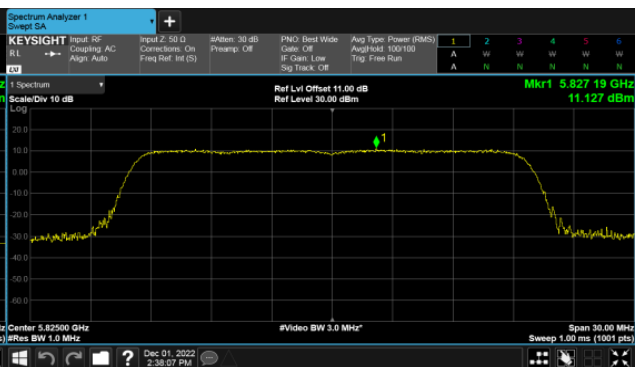 Spectrum Analyzer 1
Swept SA
+
KEYSIGHT
Input: RF
Coupling: AC
Align: Auto
Input Z: 50 Ω
Corrections: On
Freq Ref: Int (S)
#Atten: 30 dB
Preamp: Off
PNO: Best Wide
Gate: Off
IF Gain: Low
Sig Track: Off
Avg Type: Power (RMS)
Avg|Hold: 100/100
Trig: Free Run
1 2 3 4 5 6
A W W W W W
A N N N N N
RL
LXI
1 Spectrum
Scale/Div 10 dB
Log
Ref Lvl Offset 11.00 dB
Ref Level 30.00 dBm
Mkr1 5.827 19 GHz
11.127 dBm
1
20.0
10.0
0.00
-10.0
-20.0
-30.0
-40.0
-50.0
-60.0
Center 5.82500 GHz
#Res BW 1.0 MHz
#Video BW 3.0 MHz*
Span 30.00 MHz
Sweep 1.00 ms (1001 pts)
?
Dec 01, 2022
2:38:07 PM